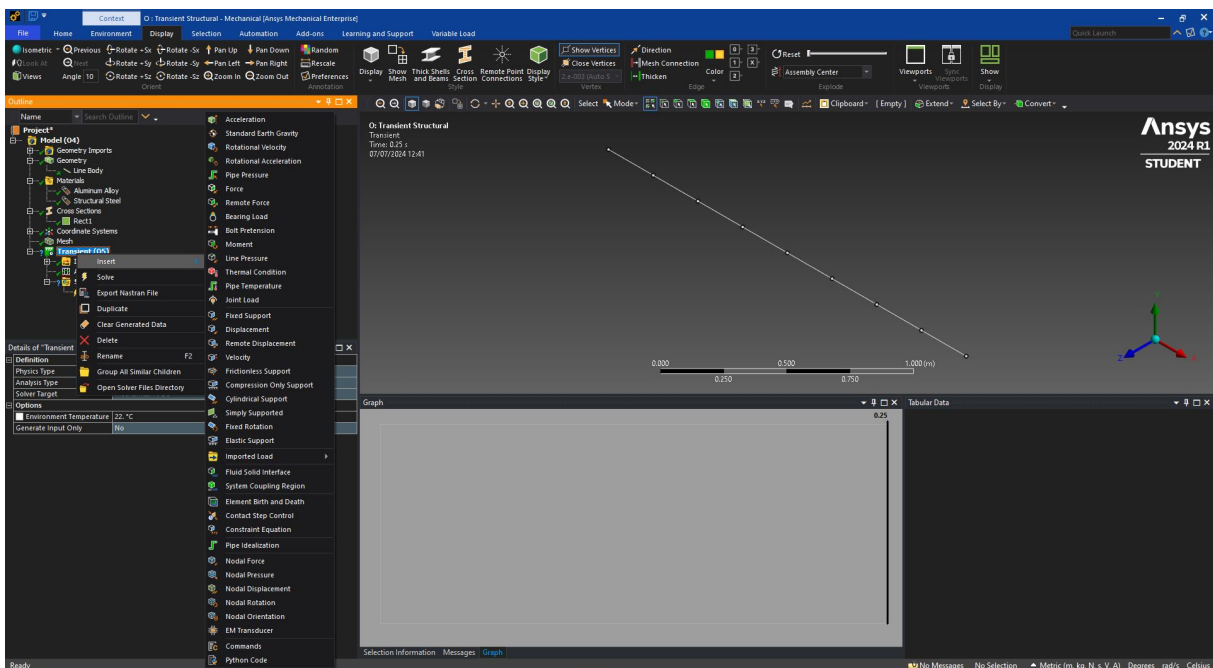 Context O : Transient Structural - Mechanical [Ansys Mechanical Enterprise]
File Home Environment Display Selection Automation Add-ons Learning and Support Variable Load Quick Launch
Isometric Previous Rotate +Sx Rotate -Sx Pan Up Pan Down Random
Look At Next Rotate +Sy Rotate -Sy Pan Left Pan Right Rescale
Views Angle 10 Rotate +Sz Rotate -Sz Zoom In Zoom Out Preferences
Orient Annotation
Display Show Mesh Thick Shells and Beams Cross Section Remote Point Connections Display Style
Style
Show Vertices
Close Vertices
2.e-003 (Auto S
Vertex
Direction
Mesh Connection
Thicken
Color
0 3
1 X
2
Edge
Reset
Assembly Center
Explode
Viewports Sync Viewports
Viewports
Show
Display
Outline
Name Search Outline
Select Mode Clipboard [ Empty ] Extend Select By Convert
Project*
Model (O4)
Geometry Imports
Geometry
Line Body
Materials
Aluminum Alloy
Structural Steel
Cross Sections
Rect1
Coordinate Systems
Mesh
Transient (O5)
Insert
Solve
Export Nastran File
Duplicate
Clear Generated Data
Delete
Rename F2
Group All Similar Children
Open Solver Files Directory
Acceleration
Standard Earth Gravity
Rotational Velocity
Rotational Acceleration
Pipe Pressure
Force
Remote Force
Bearing Load
Bolt Pretension
Moment
Line Pressure
Thermal Condition
Pipe Temperature
Joint Load
Fixed Support
Displacement
Remote Displacement
Velocity
Frictionless Support
Compression Only Support
Cylindrical Support
Simply Supported
Fixed Rotation
Elastic Support
Imported Load
Fluid Solid Interface
System Coupling Region
Element Birth and Death
Contact Step Control
Constraint Equation
Pipe Idealization
Nodal Force
Nodal Pressure
Nodal Displacement
Nodal Rotation
Nodal Orientation
EM Transducer
Commands
Python Code
Details of "Transient
Definition
Physics Type
Analysis Type
Solver Target
Options
Environment Temperature 22. °C
Generate Input Only No
O: Transient Structural
Transient
Time: 0.25 s
07/07/2024 12:41
Ansys
2024 R1
STUDENT
0.000 0.500 1.000 (m)
0.250 0.750
Y
Z X
Graph
0.25
Tabular Data
Selection Information Messages Graph
Ready No Messages No Selection Metric (m, kg, N, s, V, A) Degrees rad/s Celsius